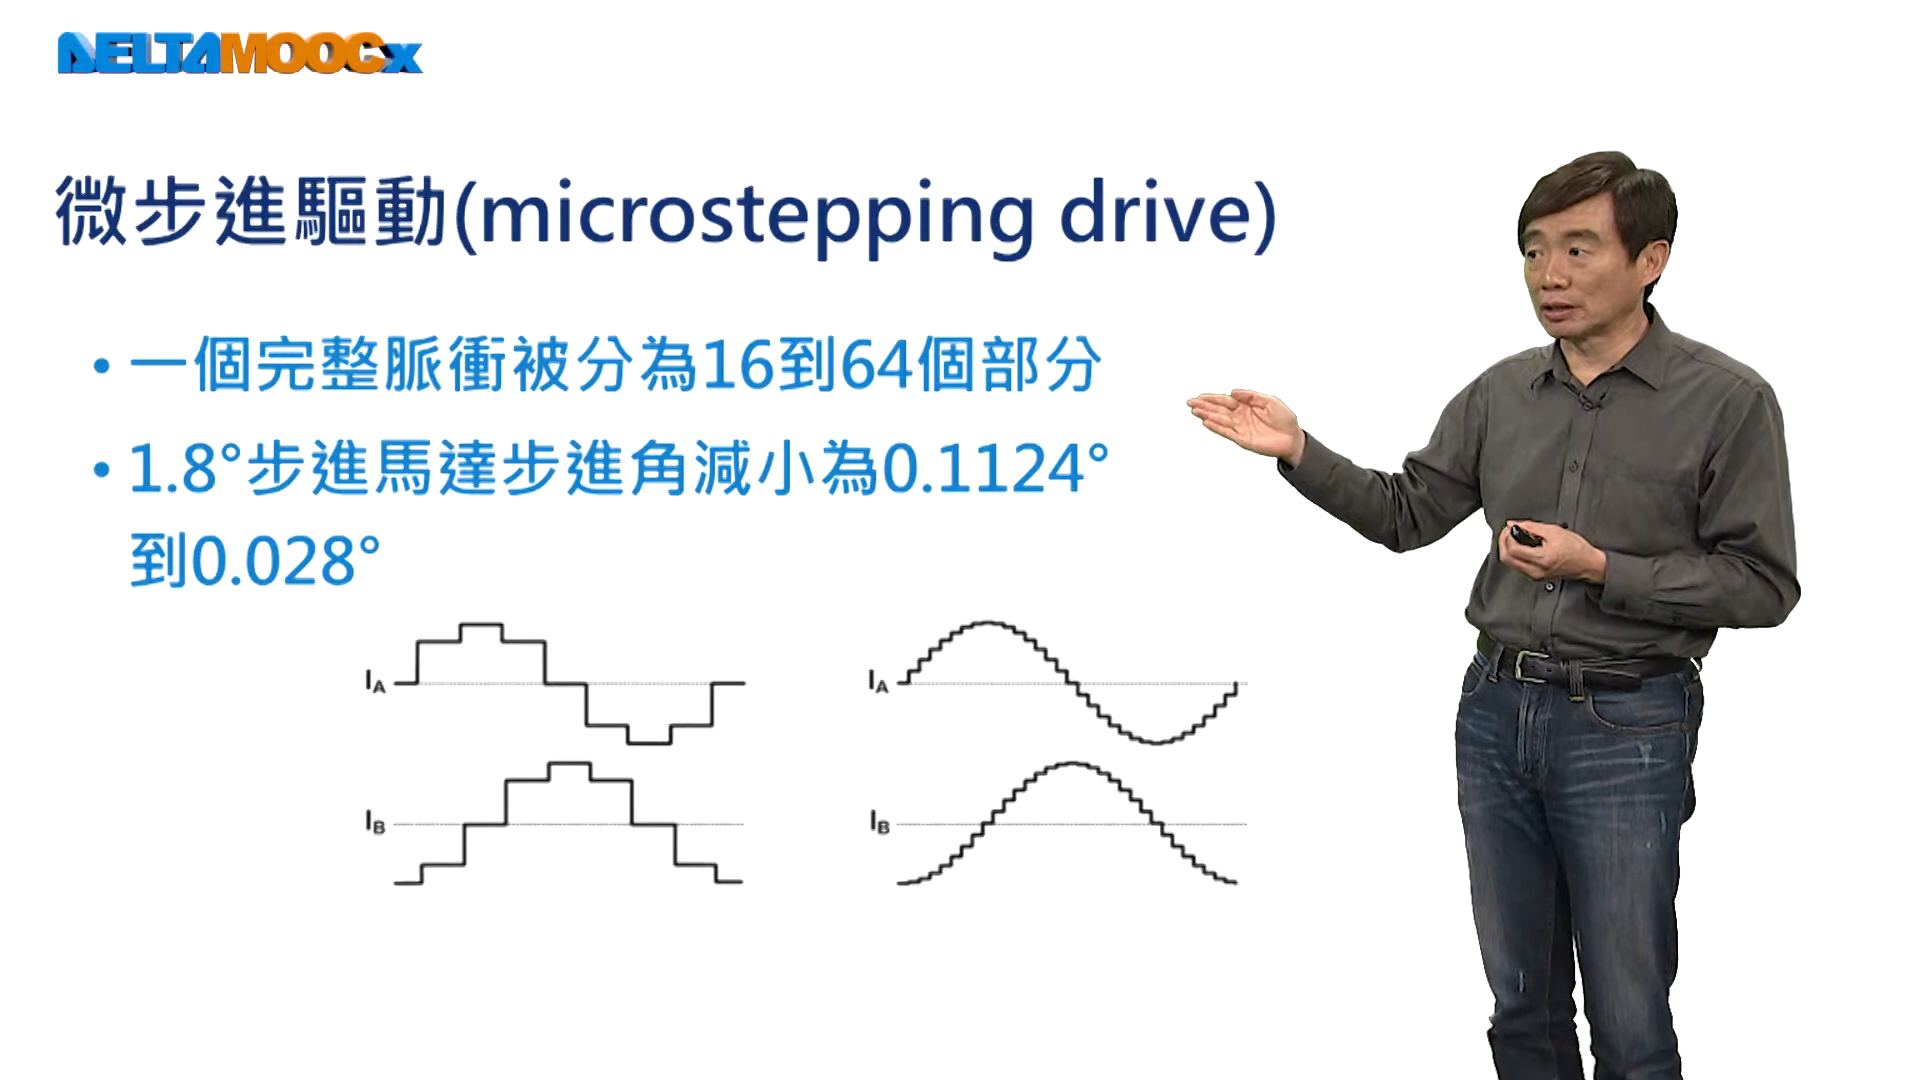 DELTAMOOCx
微步進驅動(microstepping drive)
• 一個完整脈衝被分為16到64個部分
• 1.8°步進馬達步進角減小為0.1124°
到0.028°
IA
IA
IB
IB